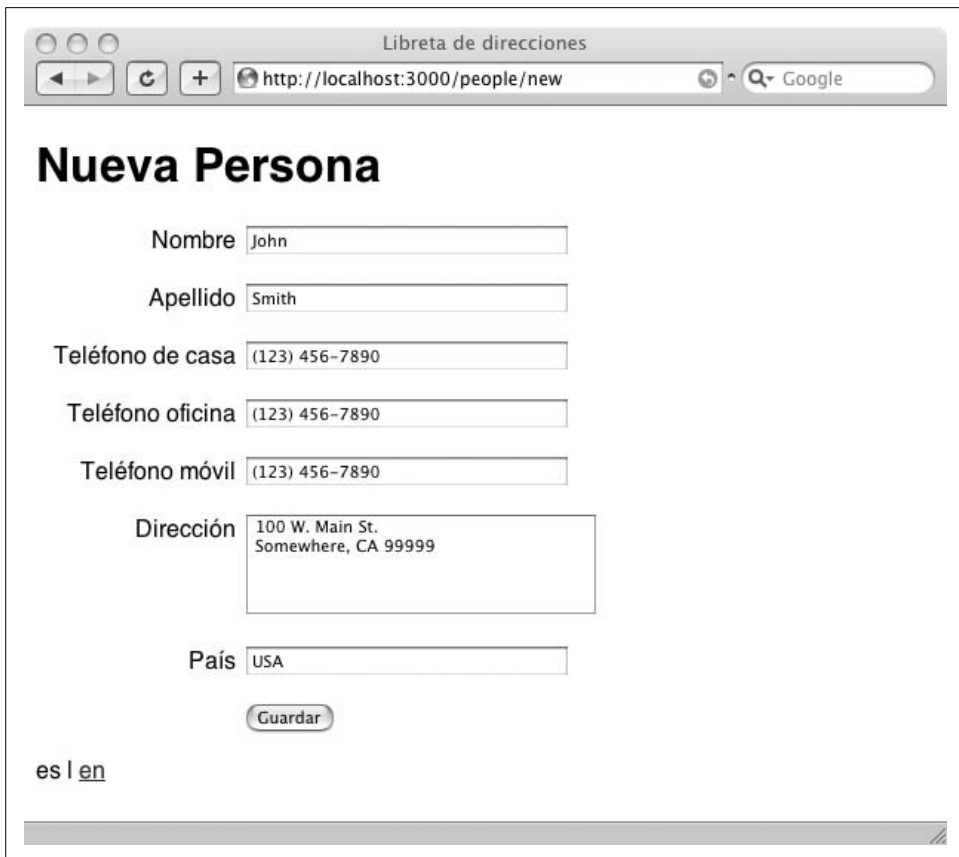 Libreta de direcciones
http://localhost:3000/people/new
Google
Nueva Persona
Nombre John
Apellido Smith
Teléfono de casa (123) 456-7890
Teléfono oficina (123) 456-7890
Teléfono móvil (123) 456-7890
Dirección 100 W. Main St.
Somewhere, CA 99999
País USA
Guardar
es | en